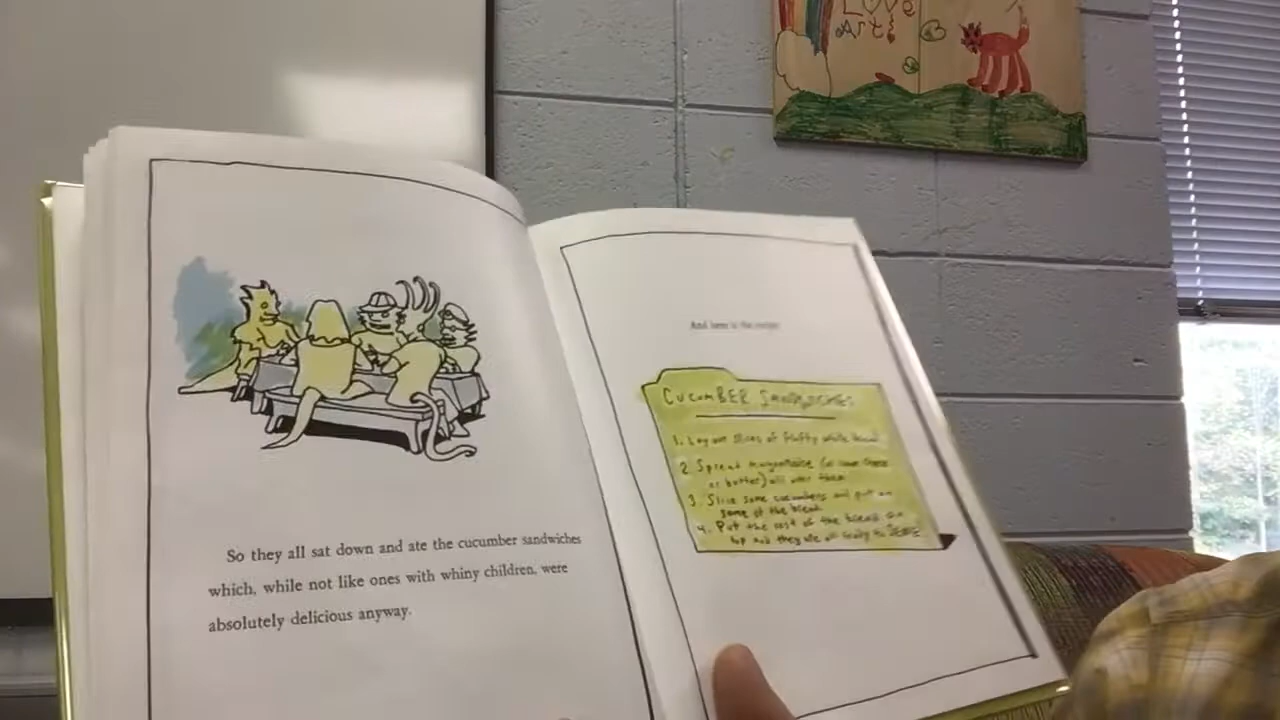 Love
Art!
So they all sat down and ate the cucumber sandwiches
which, while not like ones with whiny children, were
absolutely delicious anyway.
And here is the recipe:
CUCUMBER SANDWICHES
1. Lay out slices of fluffy white bread.
2. Spread mayonnaise (or cream cheese
or butter) all over them
3. Slice some cucumbers and put on
some of the bread.
4. Put the rest of the bread on
top and they are all ready to SERVE